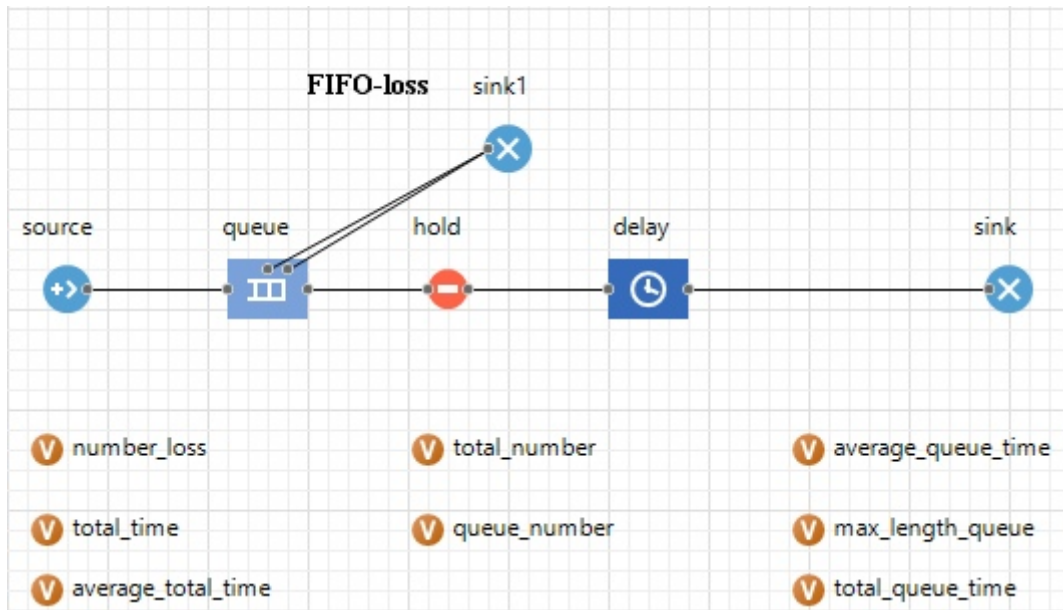 FIFO-loss sink1
source queue hold delay sink
number_loss total_number average_queue_time
total_time queue_number max_length_queue
average_total_time total_queue_time